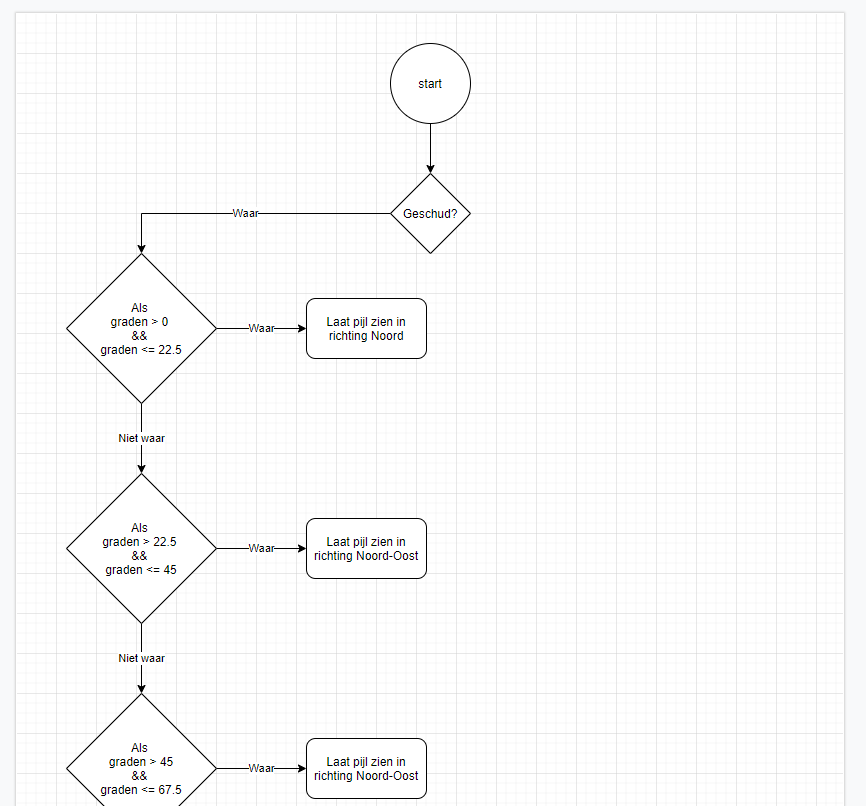 start
Geschud?
Waar
Als
graden > 0
&&
graden <= 22.5
Waar
Laat pijl zien in
richting Noord
Niet waar
Als
graden > 22.5
&&
graden <= 45
Waar
Laat pijl zien in
richting Noord-Oost
Niet waar
Als
graden > 45
&&
graden <= 67.5
Waar
Laat pijl zien in
richting Noord-Oost